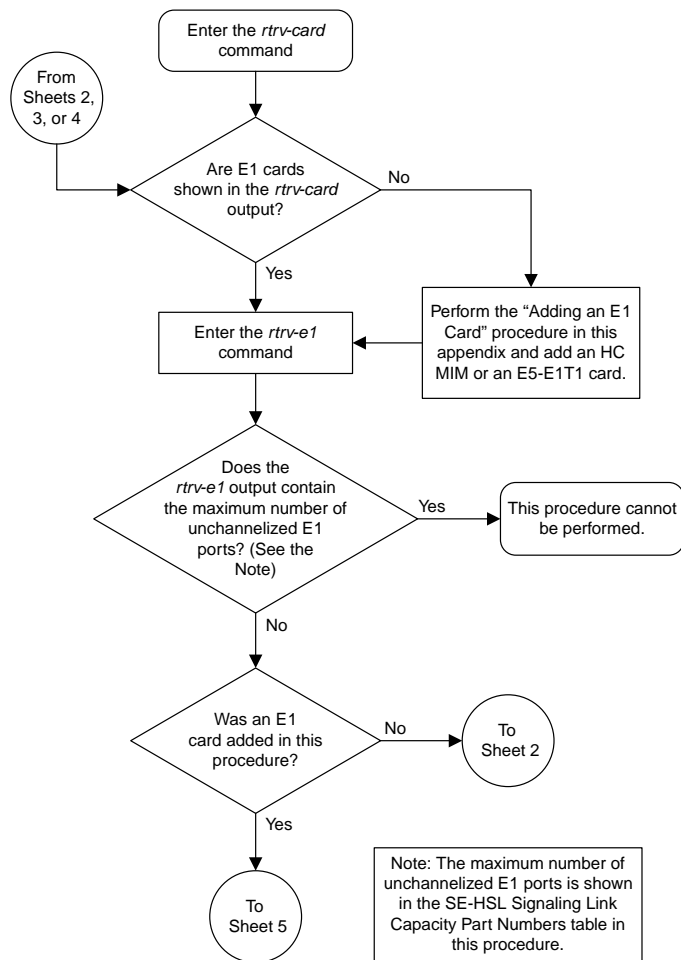 Enter the rtrv-card
command
From
Sheets 2,
3, or 4
Are E1 cards
shown in the rtrv-card
output?
No
Yes
Perform the “Adding an E1
Card” procedure in this
appendix and add an HC
MIM or an E5-E1T1 card.
Enter the rtrv-e1
command
Does the
rtrv-e1 output contain
the maximum number of
unchannelized E1
ports? (See the
Note)
Yes
This procedure cannot
be performed.
No
Was an E1
card added in this
procedure?
No
To
Sheet 2
Yes
To
Sheet 5
Note: The maximum number of
unchannelized E1 ports is shown
in the SE-HSL Signaling Link
Capacity Part Numbers table in
this procedure.